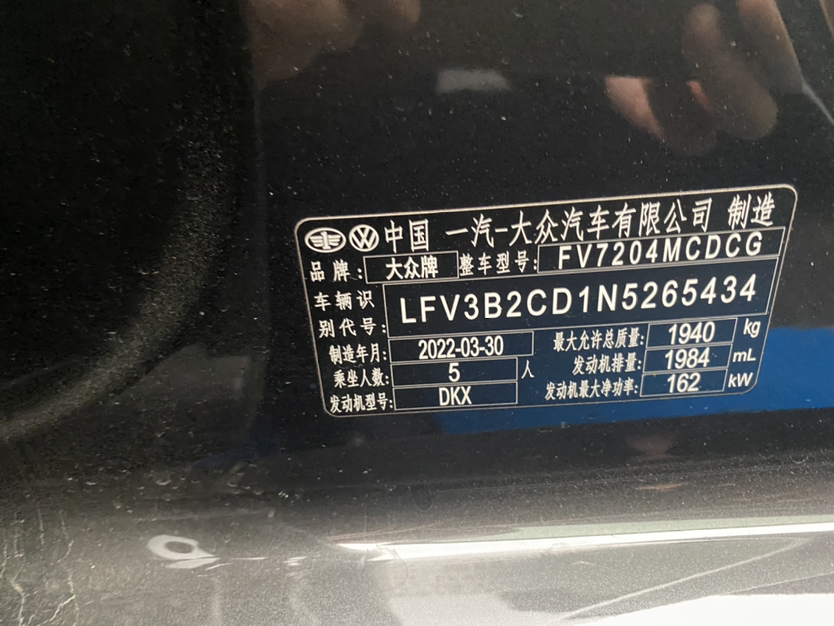 中国 一汽-大众汽车有限公司 制造
品牌: 大众牌 整车型号: FV7204MCDCG
车辆识别代号: LFV3B2CD1N5265434
制造年月: 2022-03-30 最大允许总质量: 1940 kg
乘坐人数: 5 人 发动机排量: 1984 mL
发动机型号: DKX 发动机最大净功率: 162 kW